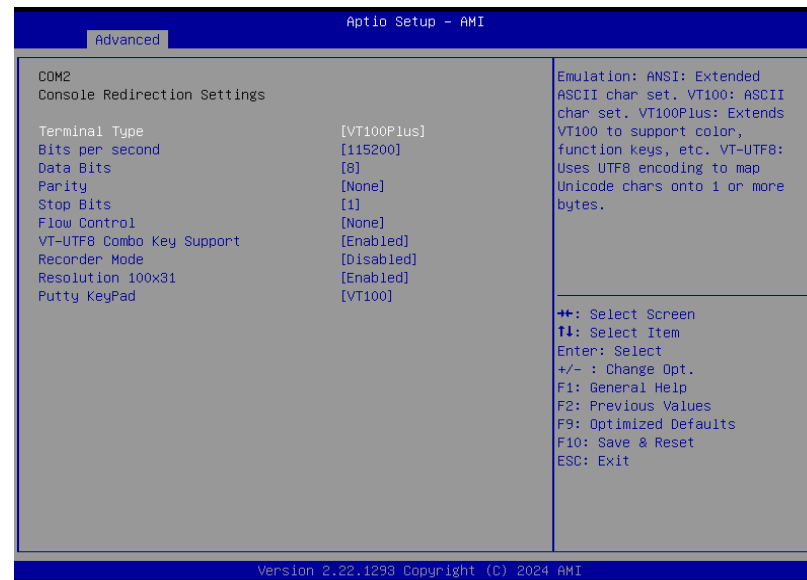 Aptio Setup – AMI
Advanced
COM2
Console Redirection Settings
Terminal Type [VT100Plus]
Bits per second [115200]
Data Bits [8]
Parity [None]
Stop Bits [1]
Flow Control [None]
VT-UTF8 Combo Key Support [Enabled]
Recorder Mode [Disabled]
Resolution 100x31 [Enabled]
Putty KeyPad [VT100]
Emulation: ANSI: Extended
ASCII char set. VT100: ASCII
char set. VT100Plus: Extends
VT100 to support color,
function keys, etc. VT-UTF8:
Uses UTF8 encoding to map
Unicode chars onto 1 or more
bytes.
→←: Select Screen
↑↓: Select Item
Enter: Select
+/- : Change Opt.
F1: General Help
F2: Previous Values
F9: Optimized Defaults
F10: Save & Reset
ESC: Exit
Version 2.22.1293 Copyright (C) 2024 AMI